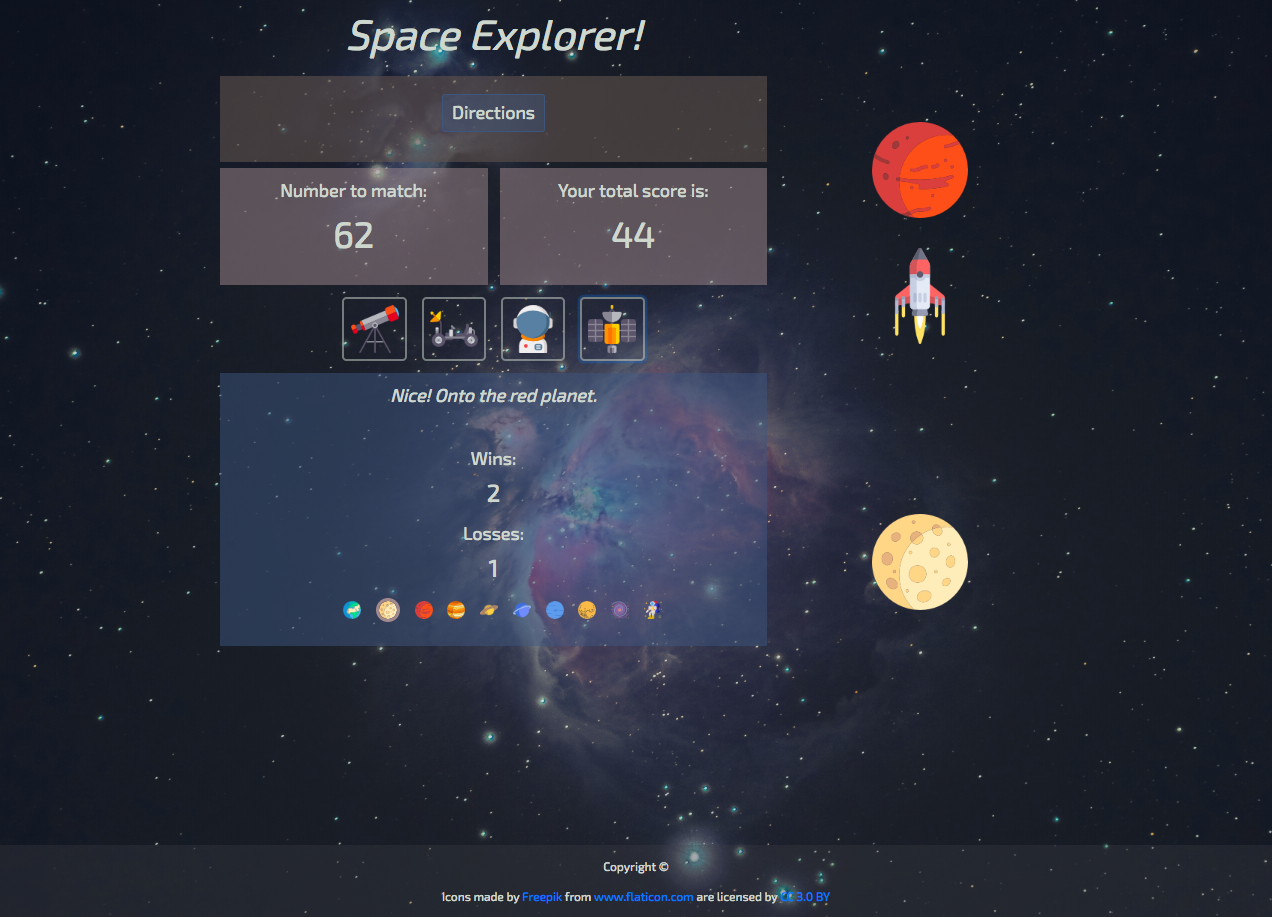 Space Explorer!
Directions
Number to match:
62
Your total score is:
44
Nice! Onto the red planet.
Wins:
2
Losses:
1
Copyright ©
Icons made by Freepik from www.flaticon.com are licensed by CC 3.0 BY